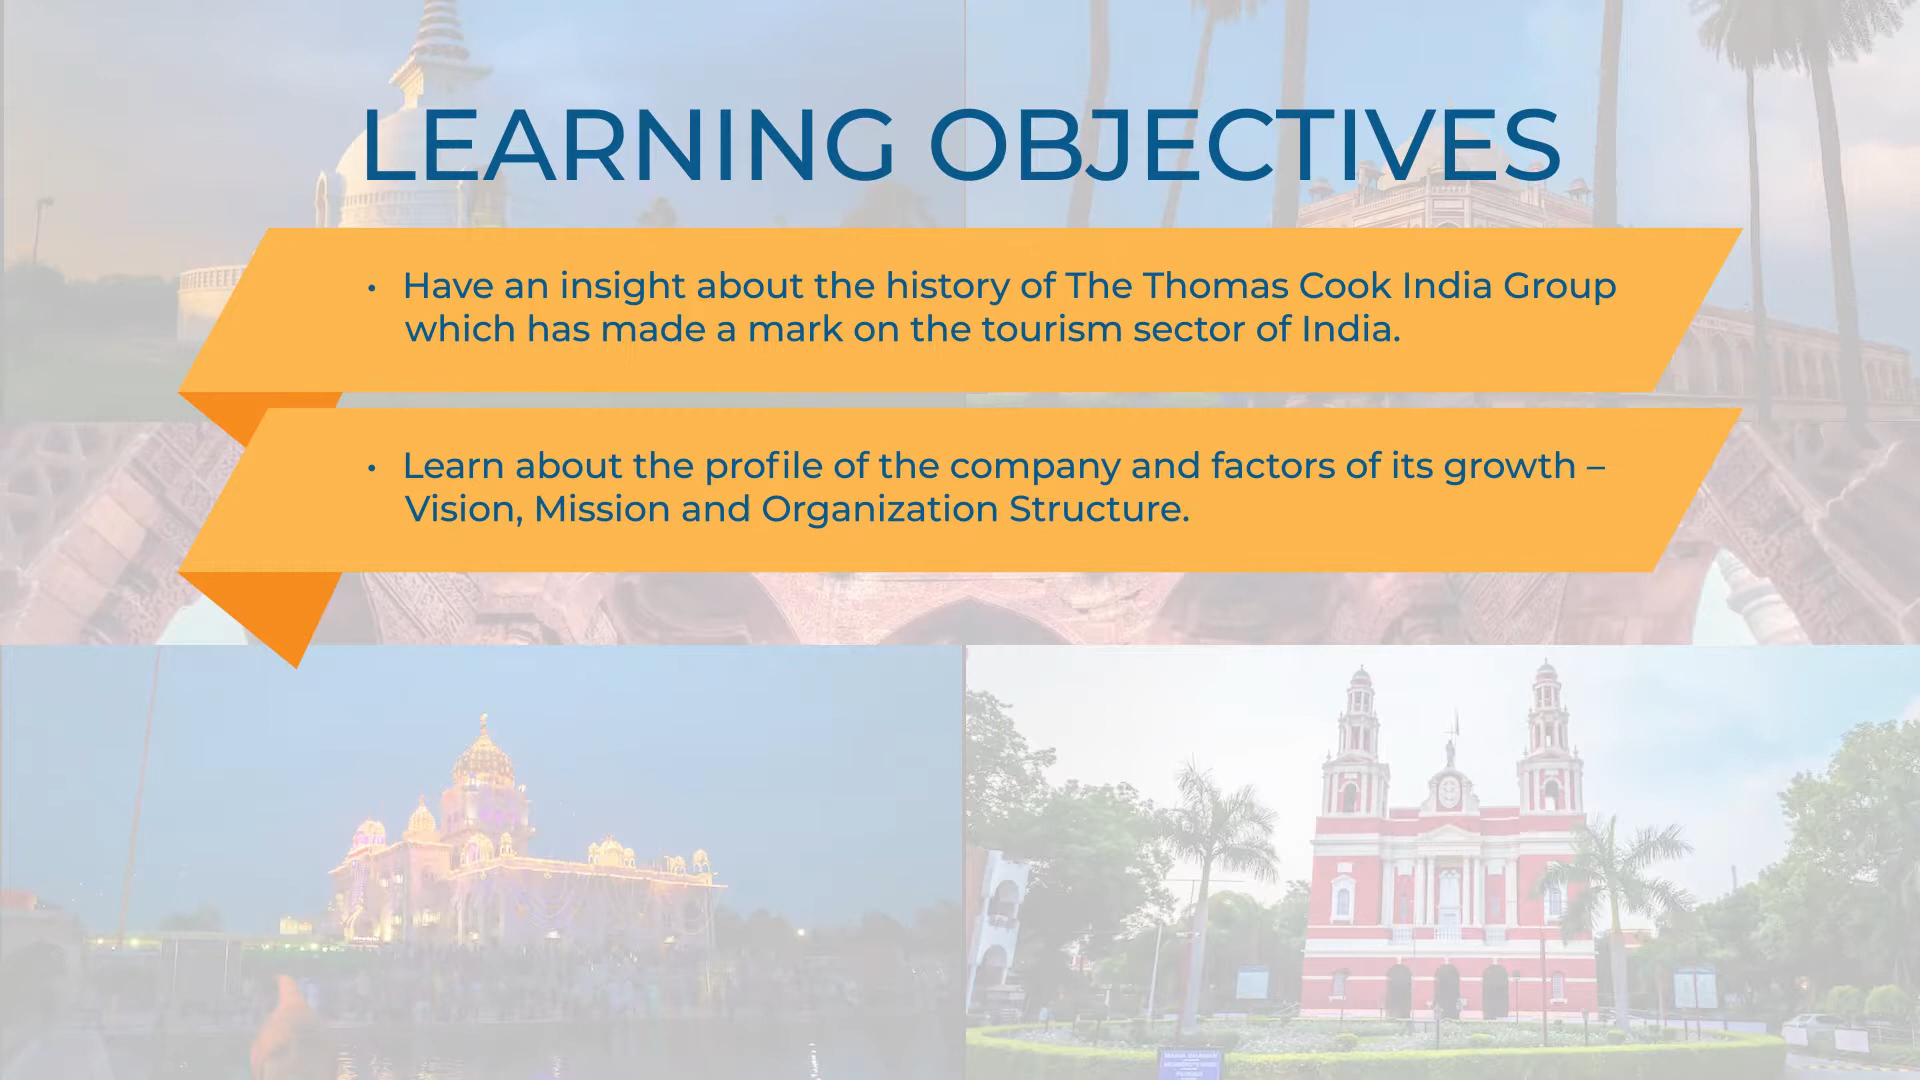 LEARNING OBJECTIVES
• Have an insight about the history of The Thomas Cook India Group
which has made a mark on the tourism sector of India.
• Learn about the profile of the company and factors of its growth –
Vision, Mission and Organization Structure.